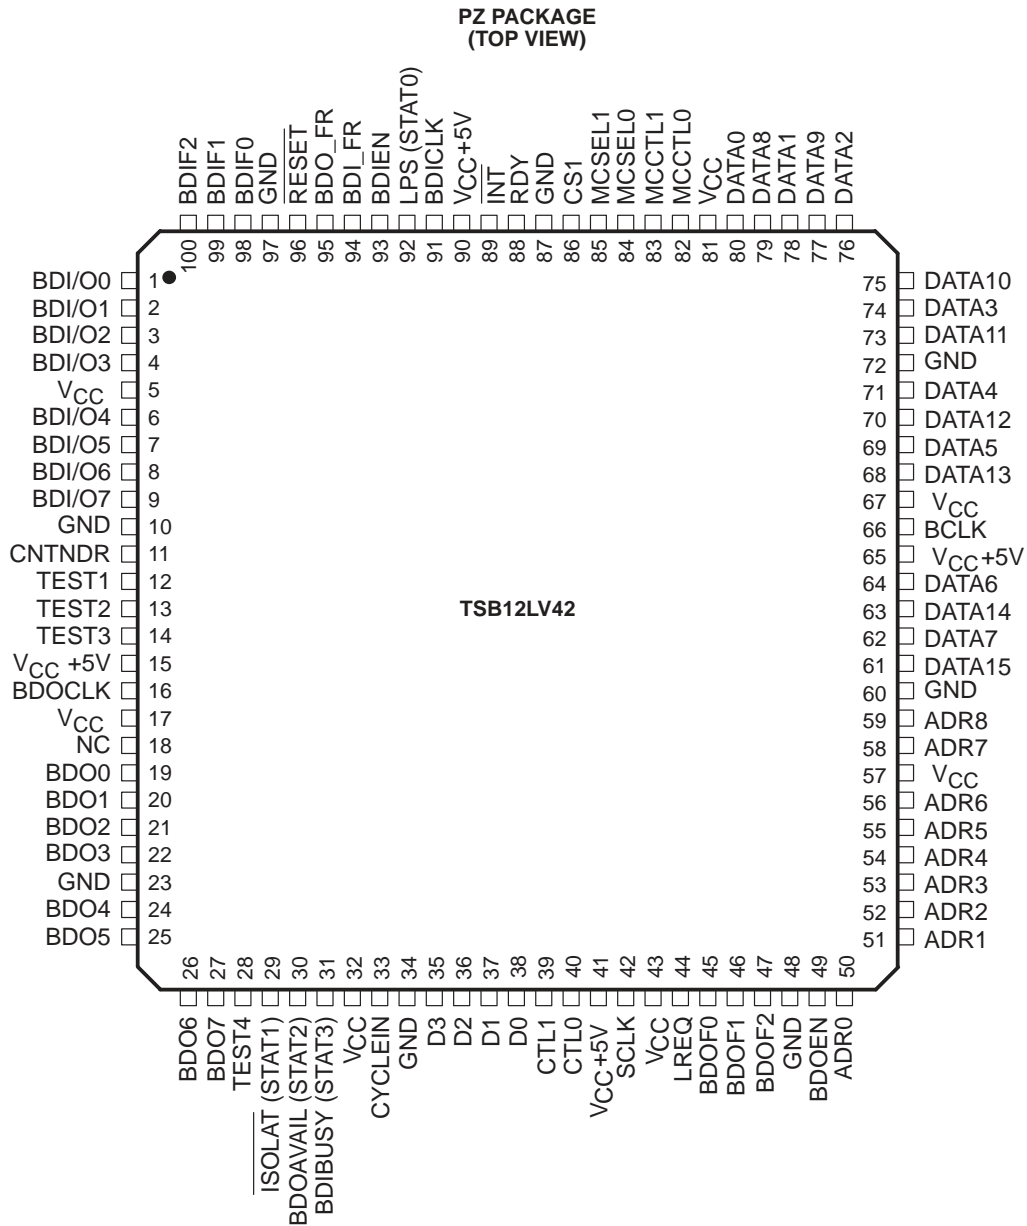 PZ PACKAGE
(TOP VIEW)
BDIF2
BDIF1
BDIF0
GND
RESET
BDO_FR
BDI_FR
BDIEN
LPS (STAT0)
BDICLK
VCC+5V
INT
RDY
GND
CS1
MCSEL1
MCSEL0
MCCTL1
MCCTL0
VCC
DATA0
DATA8
DATA1
DATA9
DATA2
100
99
98
97
96
95
94
93
92
91
90
89
88
87
86
85
84
83
82
81
80
79
78
77
76
BDI/O0 1
BDI/O1 2
BDI/O2 3
BDI/O3 4
VCC 5
BDI/O4 6
BDI/O5 7
BDI/O6 8
BDI/O7 9
GND 10
CNTNDR 11
TEST1 12
TEST2 13
TEST3 14
VCC +5V 15
BDOCLK 16
VCC 17
NC 18
BDO0 19
BDO1 20
BDO2 21
BDO3 22
GND 23
BDO4 24
BDO5 25
TSB12LV42
75 DATA10
74 DATA3
73 DATA11
72 GND
71 DATA4
70 DATA12
69 DATA5
68 DATA13
67 VCC
66 BCLK
65 VCC+5V
64 DATA6
63 DATA14
62 DATA7
61 DATA15
60 GND
59 ADR8
58 ADR7
57 VCC
56 ADR6
55 ADR5
54 ADR4
53 ADR3
52 ADR2
51 ADR1
26
27
28
29
30
31
32
33
34
35
36
37
38
39
40
41
42
43
44
45
46
47
48
49
50
BDO6
BDO7
TEST4
ISOLAT (STAT1)
BDOAVAIL (STAT2)
BDIBUSY (STAT3)
VCC
CYCLEIN
GND
D3
D2
D1
D0
CTL1
CTL0
VCC+5V
SCLK
VCC
LREQ
BDOF0
BDOF1
BDOF2
GND
BDOEN
ADR0